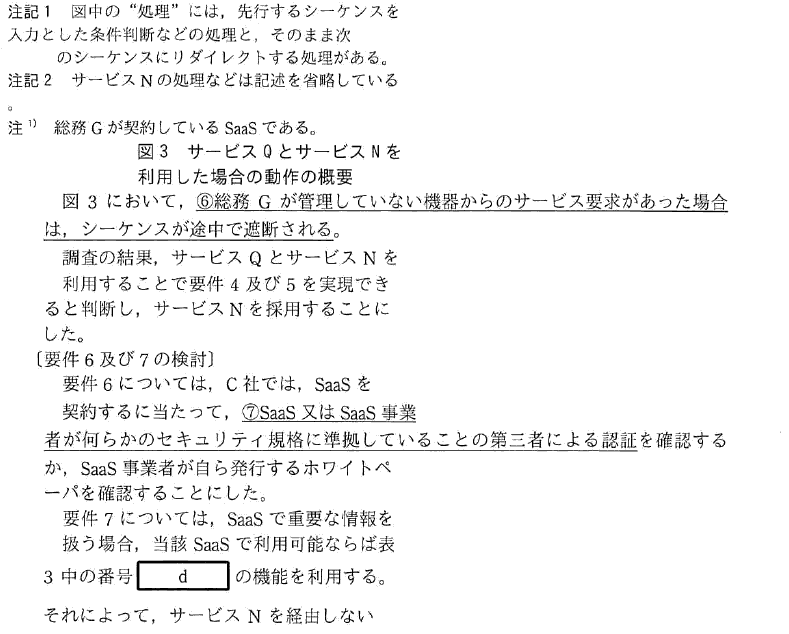 注記1　図中の“処理”には，先行するシーケンスを
入力とした条件判断などの処理と，そのまま次
のシーケンスにリダイレクトする処理がある。
注記2　サービスNの処理などは記述を省略している
。
注1)　総務Gが契約しているSaaSである。
図3　サービスQとサービスNを
利用した場合の動作の概要
図3において，⑥総務Gが管理していない機器からのサービス要求があった場合
は，シーケンスが途中で遮断される。
調査の結果，サービスQとサービスNを
利用することで要件4及び5を実現でき
ると判断し，サービスNを採用することに
した。
〔要件6及び7の検討〕
要件6については，C社では，SaaSを
契約するに当たって，⑦SaaS又はSaaS事業
者が何らかのセキュリティ規格に準拠していることの第三者による認証を確認する
か，SaaS事業者が自ら発行するホワイトペ
ーパを確認することにした。
要件7については，SaaSで重要な情報を
扱う場合，当該SaaSで利用可能ならば表
3中の番号 d の機能を利用する。
それによって，サービスNを経由しない